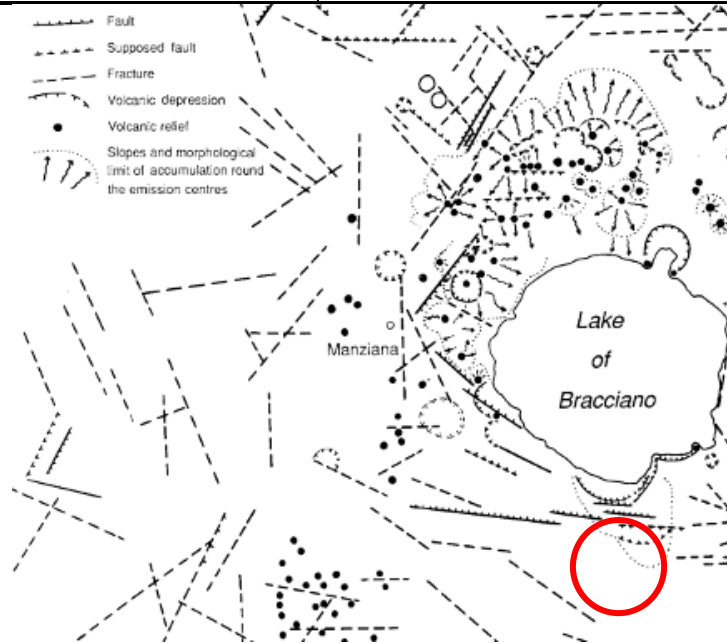 Fault
Supposed fault
Fracture
Volcanic depression
Volcanic relief
Slopes and morphological
limit of accumulation round
the emission centres
Manziana
Lake
of
Bracciano